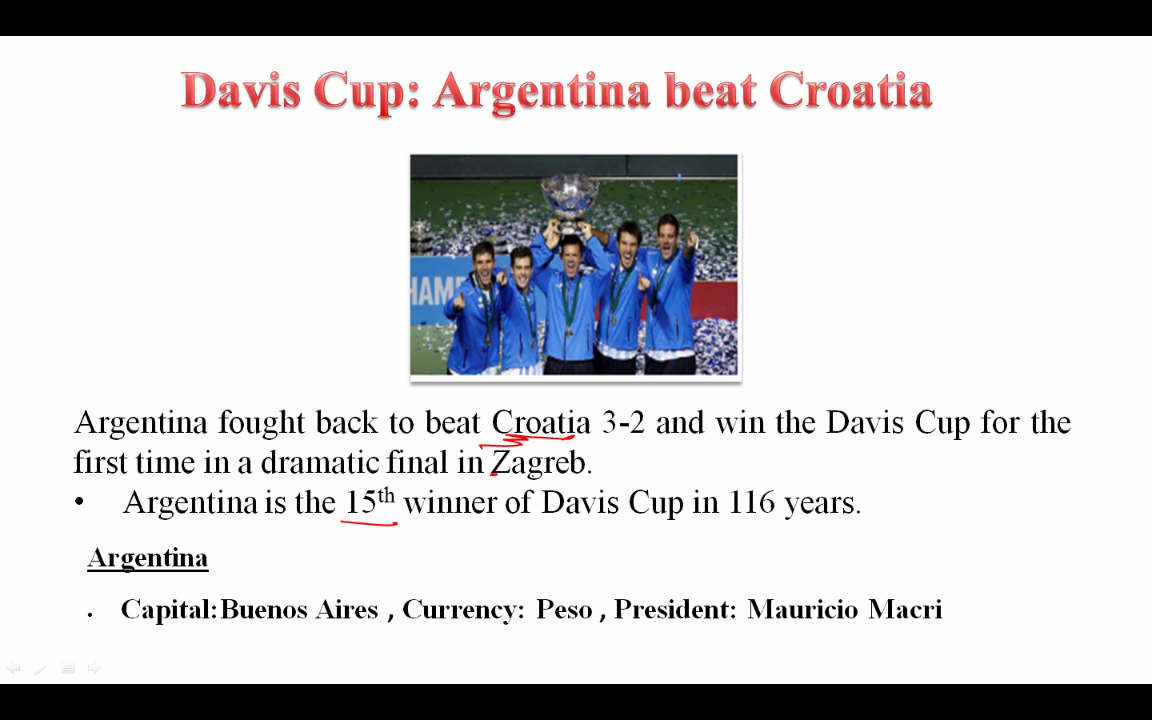 Davis Cup: Argentina beat Croatia
HAM
Argentina fought back to beat Croatia 3-2 and win the Davis Cup for the
first time in a dramatic final in Zagreb.
• Argentina is the 15th winner of Davis Cup in 116 years.
Argentina
• Capital:Buenos Aires , Currency: Peso , President: Mauricio Macri